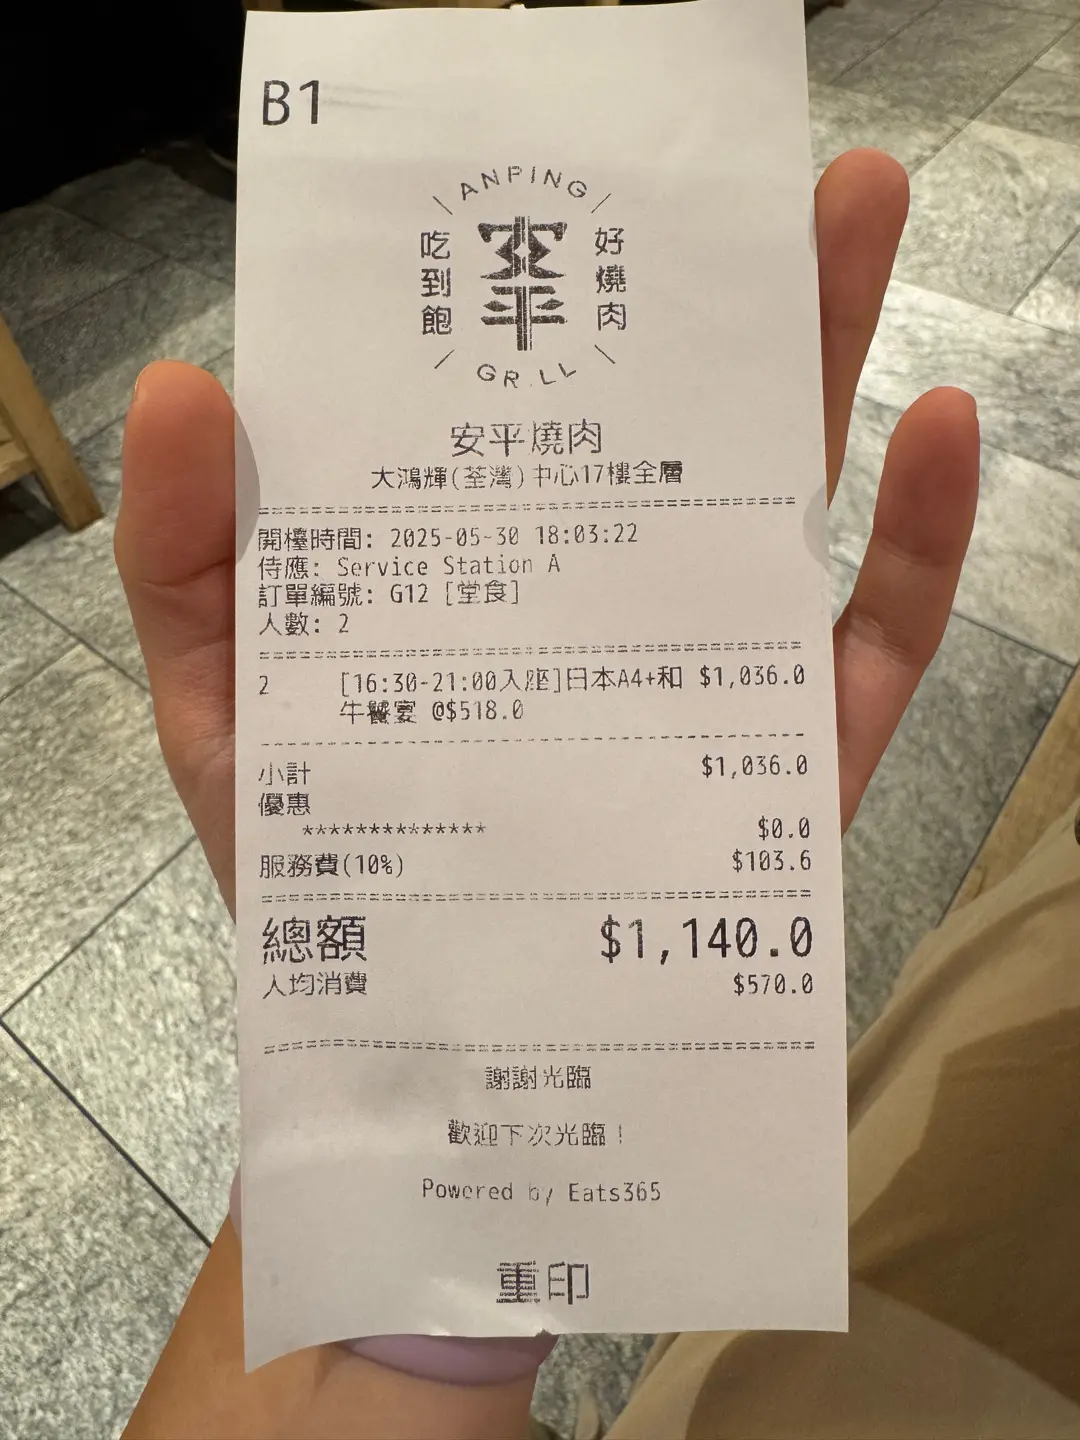 B1
ANPING
吃到飽
安平
好燒肉
GRILL
安平燒肉
大鴻輝(荃灣)中心17樓全層
開檯時間: 2025-05-30 18:03:22
侍應: Service Station A
訂單編號: G12 [堂食]
人數: 2
2 [16:30-21:00入座]日本A4+和 $1,036.0
牛饗宴 @$518.0
小計 $1,036.0
優惠
************** $0.0
服務費(10%) $103.6
總額 $1,140.0
人均消費 $570.0
謝謝光臨
歡迎下次光臨！
Powered by Eats365
重印